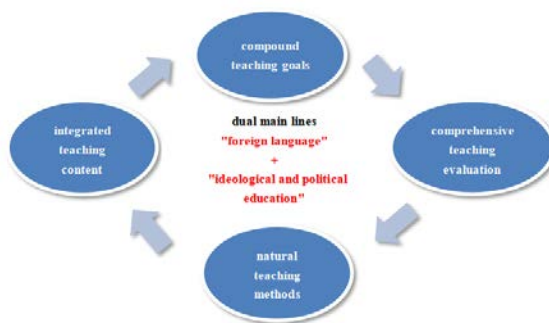 compound
teaching goals
dual main lines
"foreign language"
+
"ideological and political
education"
integrated
teaching
content
comprehensive
teaching
evaluation
natural
teaching
methods